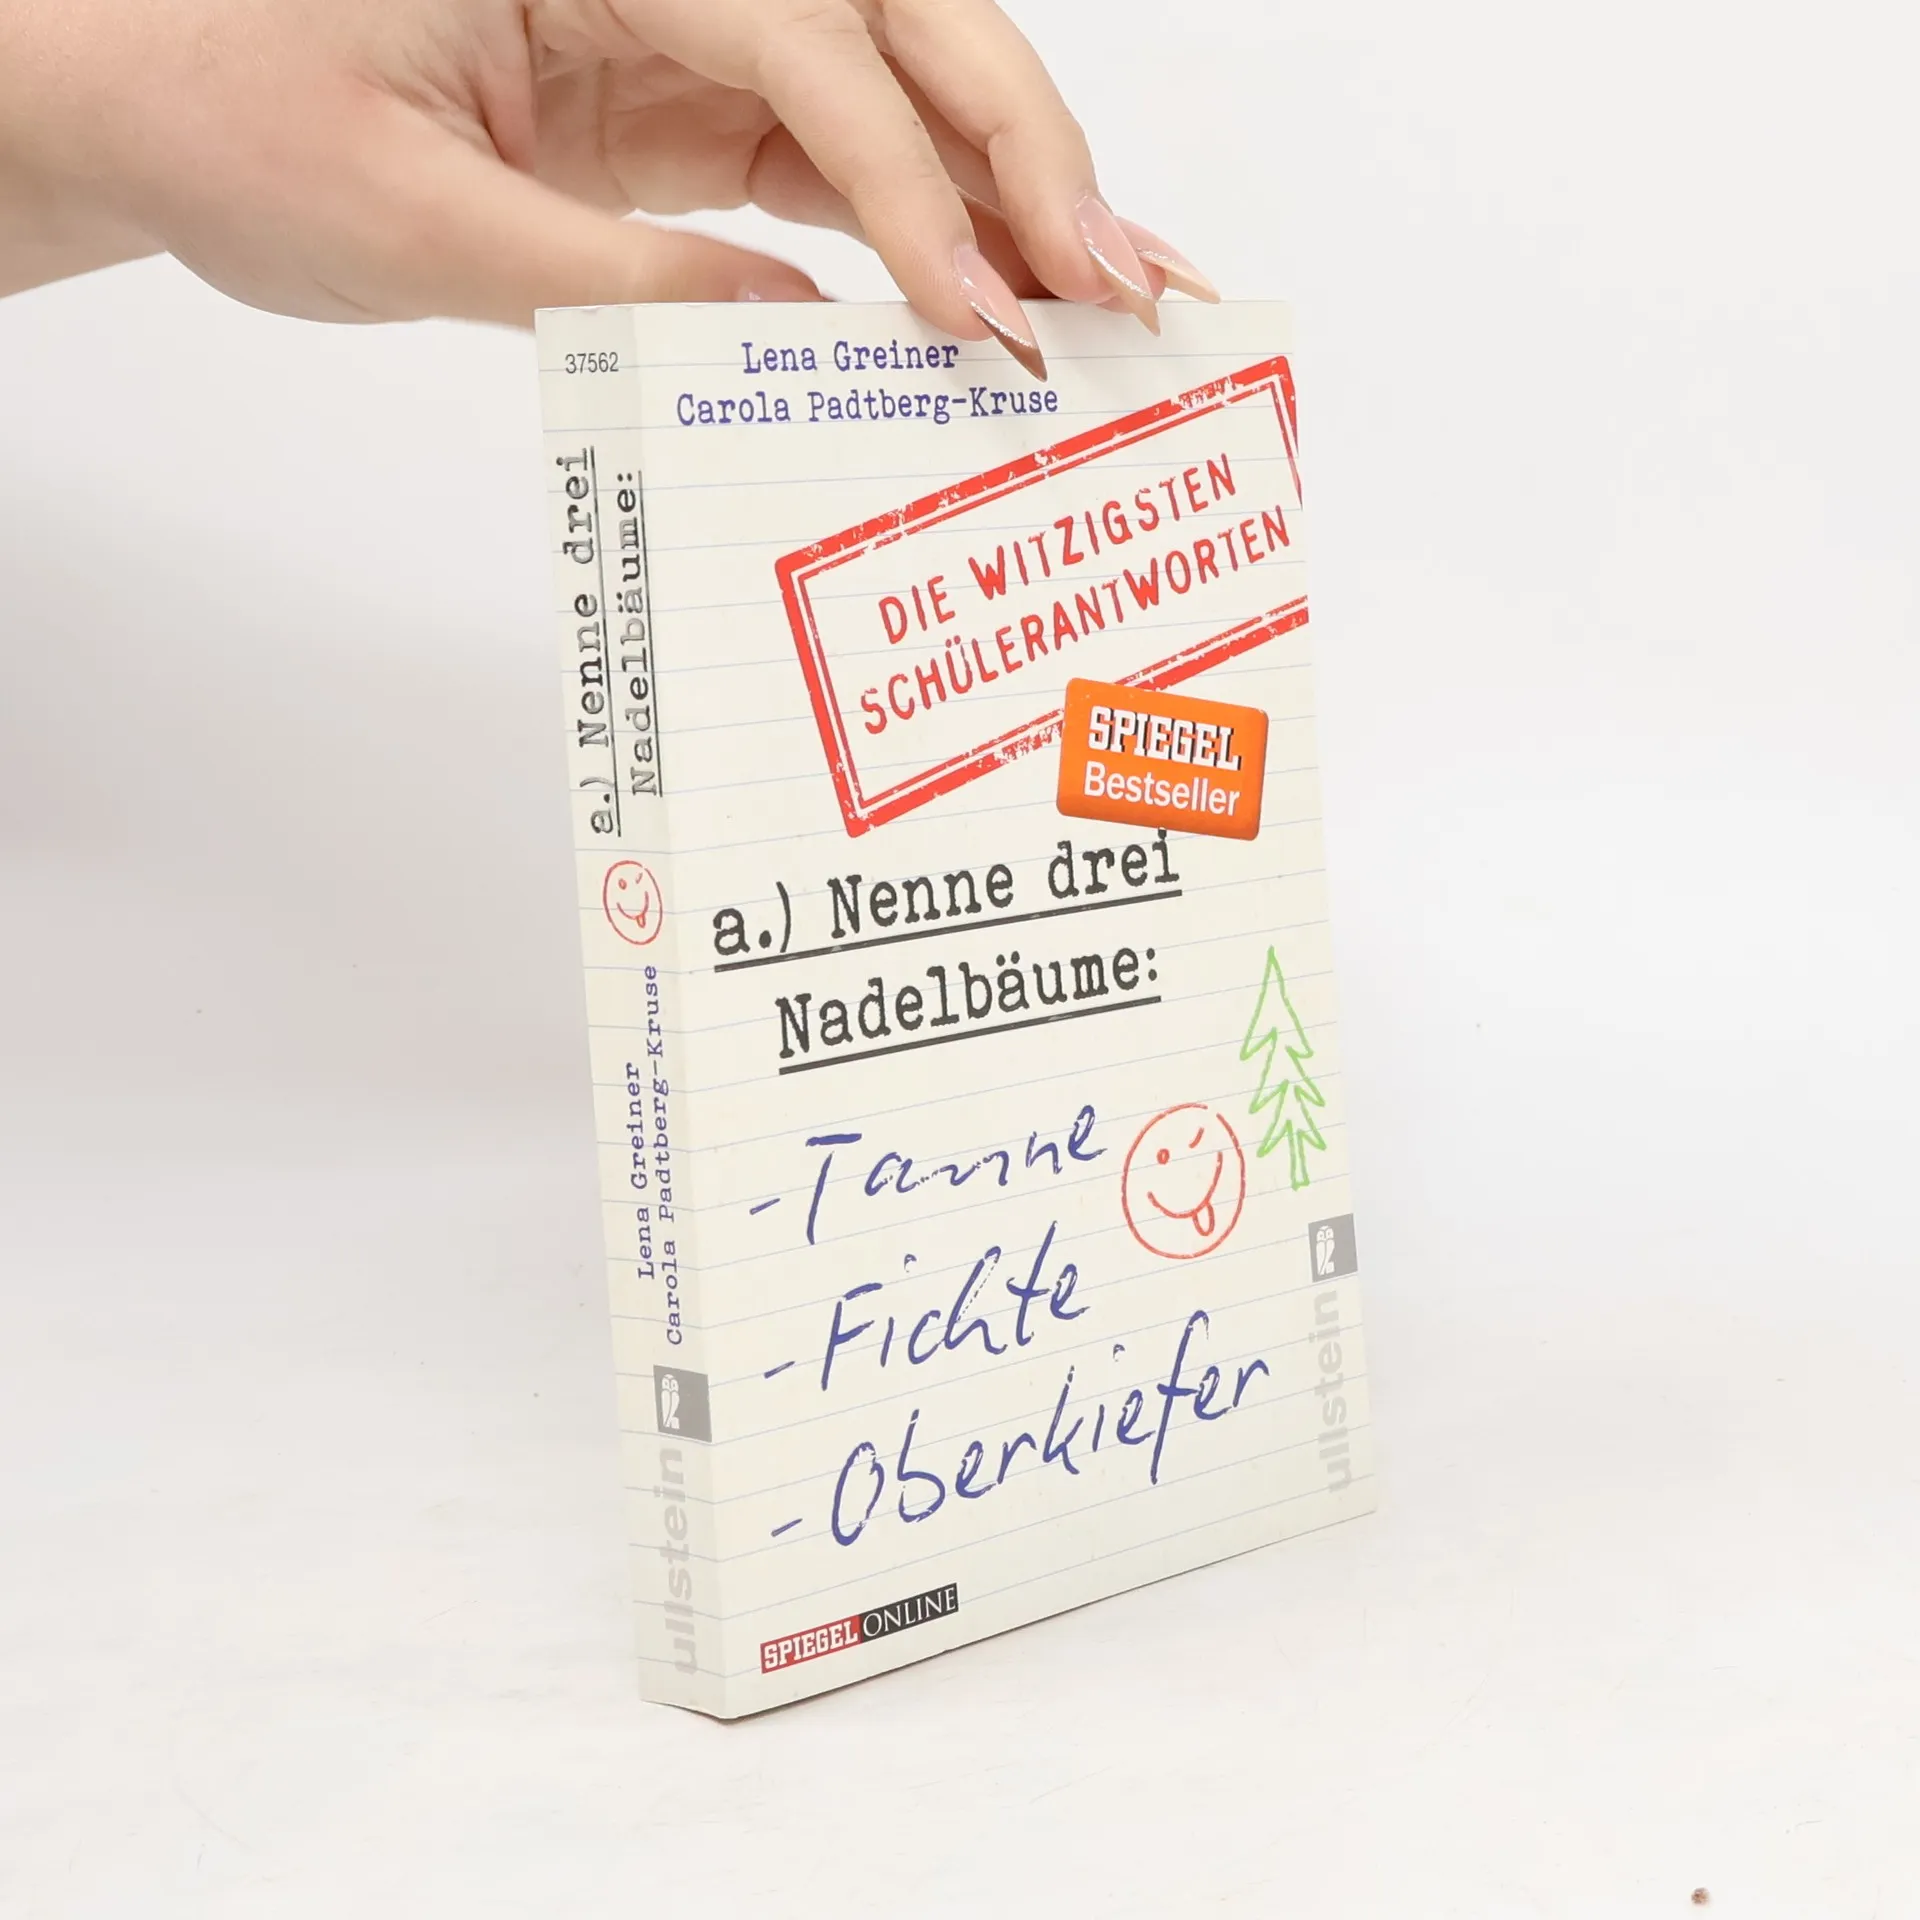 37562
a.) Nenne drei
Nadelbäume:
Lena Greiner
Carola Padtberg-Kruse
ullstein
Lena Greiner
Carola Padtberg-Kruse
DIE WITZIGSTEN
SCHÜLERANTWORTEN
SPIEGEL
Bestseller
a.) Nenne drei
Nadelbäume:
-Tanne
-Fichte
-Oberkiefer
ullstein
SPIEGEL ONLINE